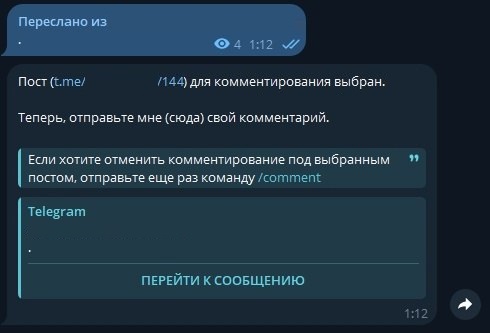 Переслано из
.
4 1:12
Пост (t.me/ /144) для комментирования выбран.
Теперь, отправьте мне (сюда) свой комментарий.
Если хотите отменить комментирование под выбранным
постом, отправьте еще раз команду /comment
Telegram
.
ПЕРЕЙТИ К СООБЩЕНИЮ
1:12